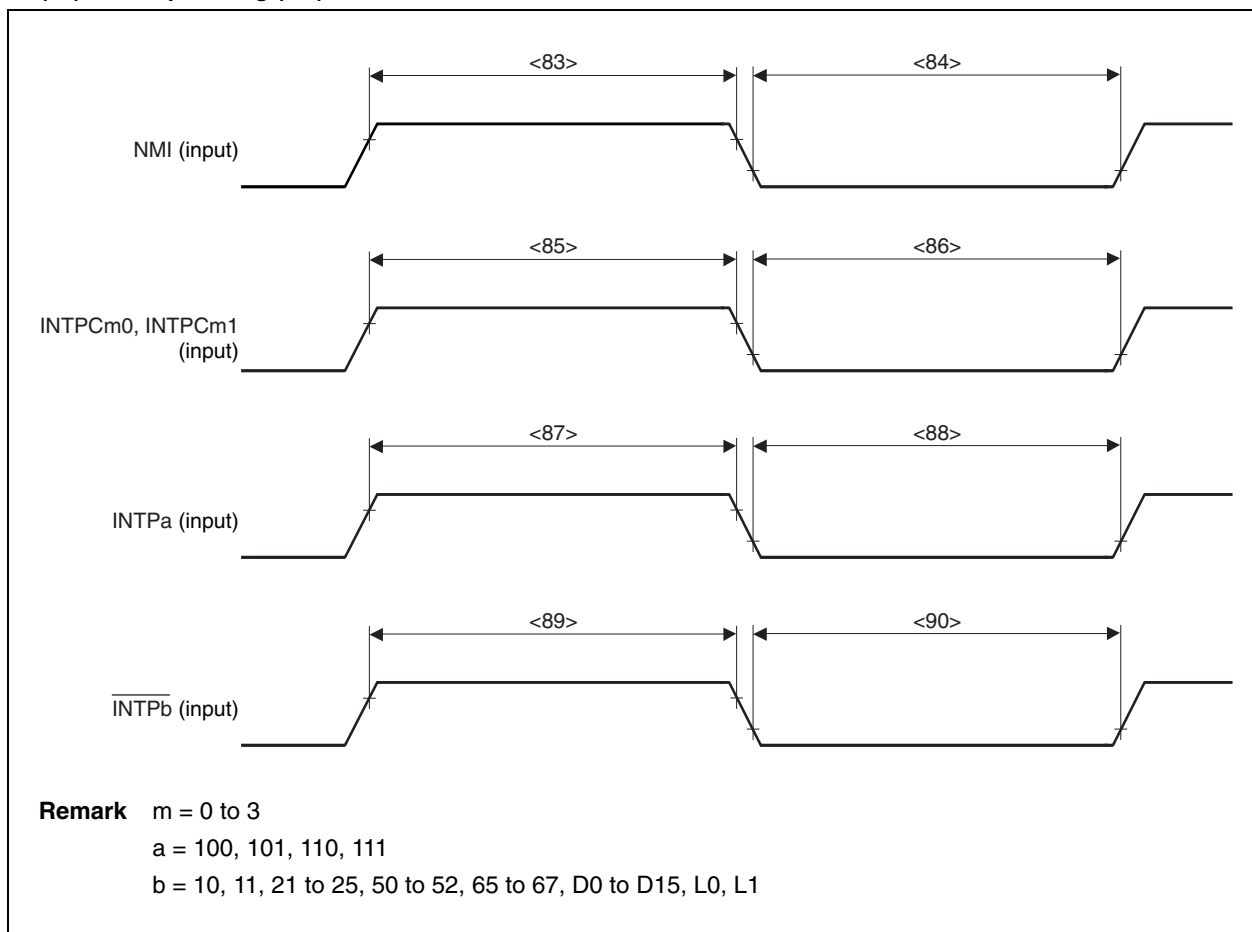 <83> <84>
NMI (input)
<85> <86>
INTPCm0, INTPCm1
(input)
<87> <88>
INTPa (input)
<89> <90>
INTPb (input)
Remark m = 0 to 3
a = 100, 101, 110, 111
b = 10, 11, 21 to 25, 50 to 52, 65 to 67, D0 to D15, L0, L1